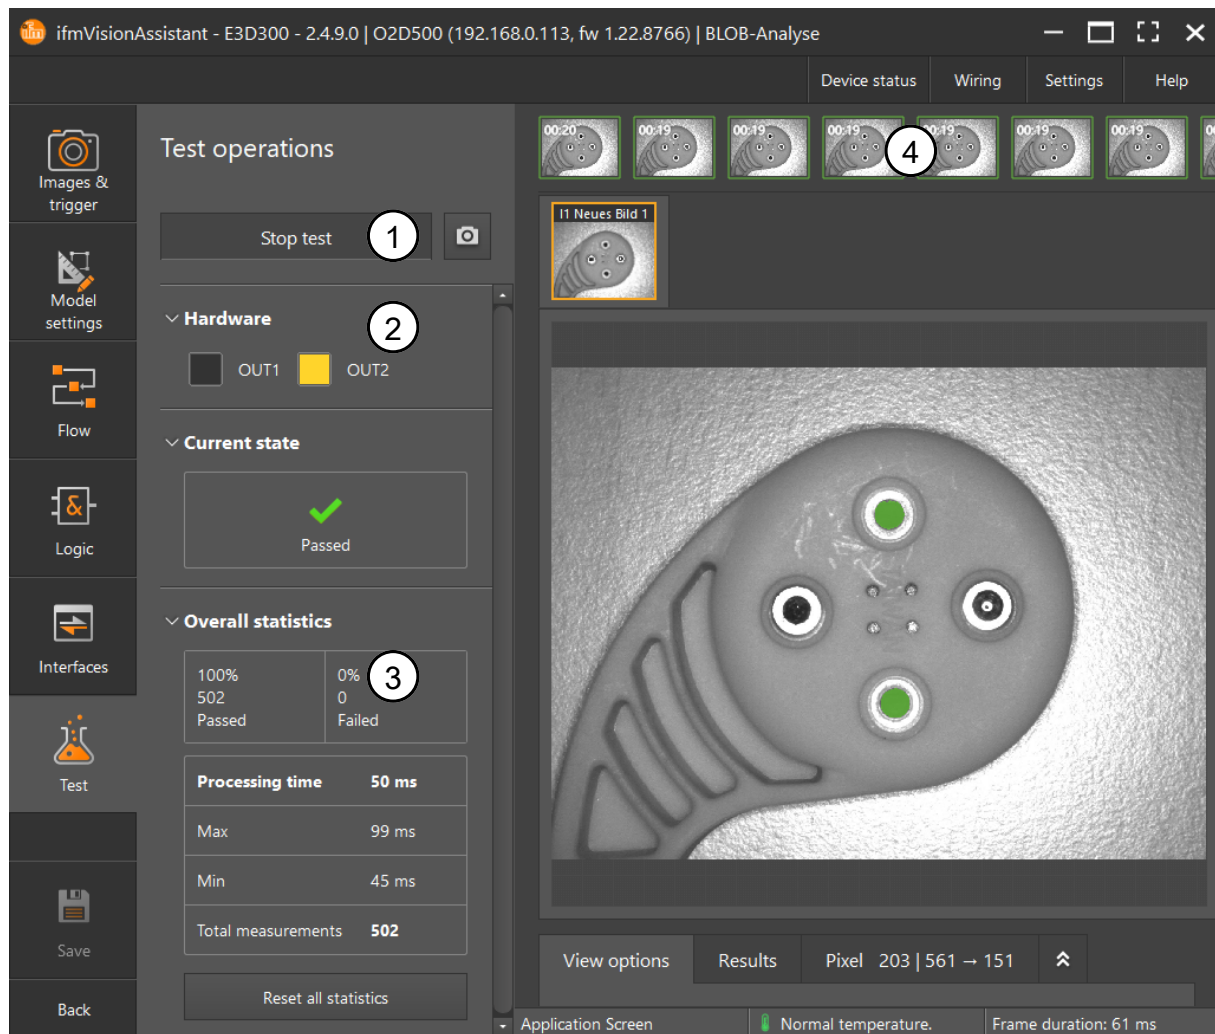 ifm ifmVisionAssistant - E3D300 - 2.4.9.0 | O2D500 (192.168.0.113, fw 1.22.8766) | BLOB-Analyse
Device status Wiring Settings Help
Images &
trigger
Model
settings
Flow
Logic
Interfaces
Test
Save
Back
Test operations
Stop test 1
Hardware 2
OUT1 OUT2
Current state
Passed
Overall statistics
100% 0% 3
502 0
Passed Failed
Processing time 50 ms
Max 99 ms
Min 45 ms
Total measurements 502
Reset all statistics
00:20 00:19 00:19 00:19 4 00:19 00:19 00:19
I1 Neues Bild 1
View options Results Pixel 203 | 561 → 151
Application Screen Normal temperature. Frame duration: 61 ms